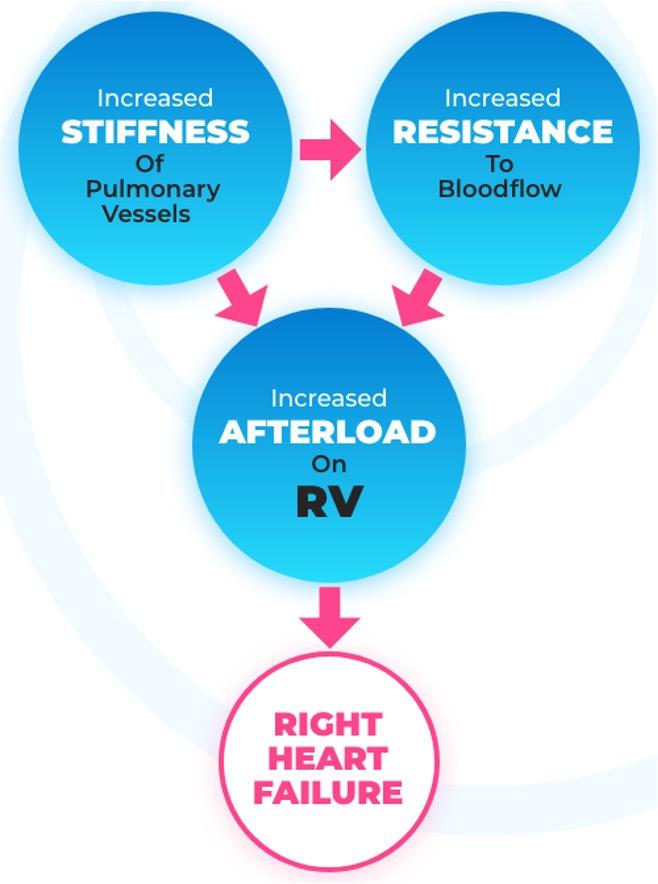 Increased
STIFFNESS
Of
Pulmonary
Vessels
Increased
RESISTANCE
To
Bloodflow
Increased
AFTERLOAD
On
RV
RIGHT
HEART
FAILURE